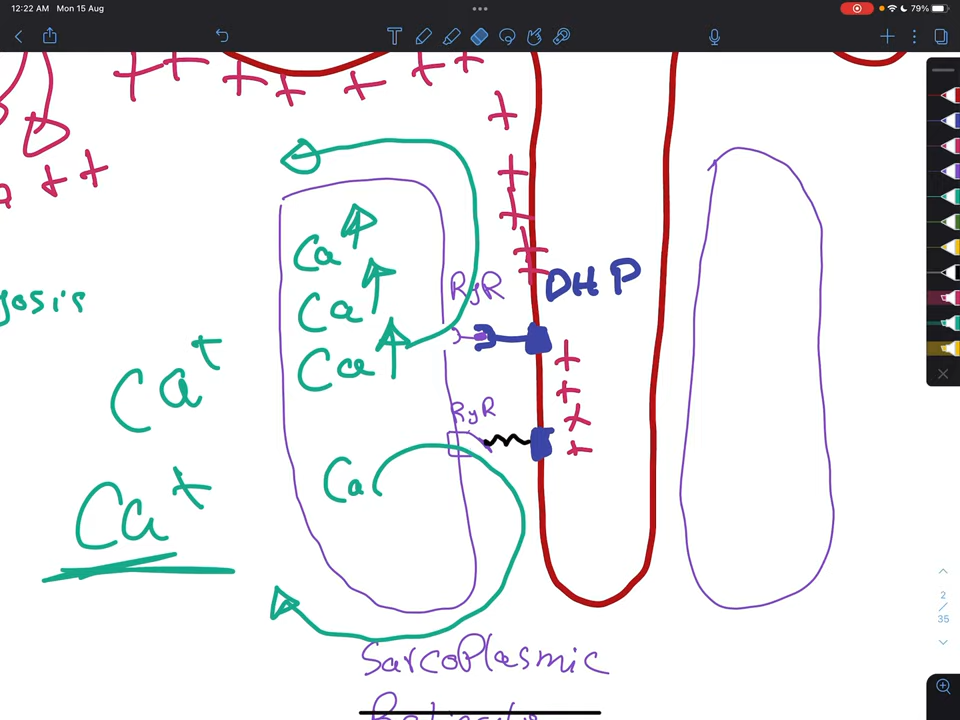 12:22 AM Mon 15 Aug
79%
Ca
RyR
DHP
Ca
osis
Ca
Ca+
RyR
Ca
Ca+
2
/
35
SarcoPlasmic